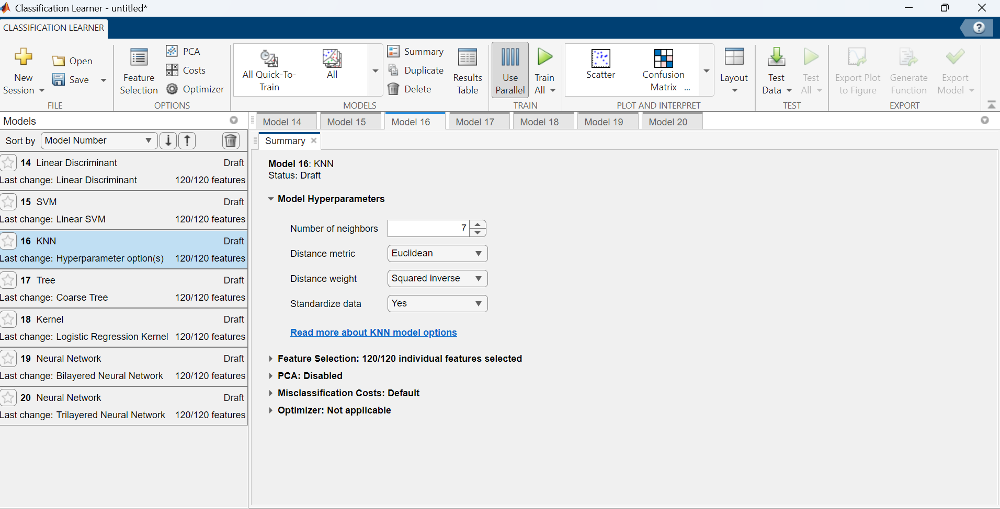 Classification Learner - untitled*
CLASSIFICATION LEARNER
New Session
Open
Save
FILE
Feature Selection
PCA
Costs
Optimizer
OPTIONS
All Quick-To-Train
All
Summary
Duplicate
Delete
Results Table
MODELS
Use Parallel
Train All
TRAIN
Scatter
Confusion Matrix ...
Layout
PLOT AND INTERPRET
Test Data
Test All
TEST
Export Plot to Figure
Generate Function
Export Model
EXPORT
Models
Sort by Model Number
14 Linear Discriminant Draft
Last change: Linear Discriminant 120/120 features
15 SVM Draft
Last change: Linear SVM 120/120 features
16 KNN Draft
Last change: Hyperparameter option(s) 120/120 features
17 Tree Draft
Last change: Coarse Tree 120/120 features
18 Kernel Draft
Last change: Logistic Regression Kernel 120/120 features
19 Neural Network Draft
Last change: Bilayered Neural Network 120/120 features
20 Neural Network Draft
Last change: Trilayered Neural Network 120/120 features
Model 14 Model 15 Model 16 Model 17 Model 18 Model 19 Model 20
Summary
Model 16: KNN
Status: Draft
Model Hyperparameters
Number of neighbors 7
Distance metric Euclidean
Distance weight Squared inverse
Standardize data Yes
Read more about KNN model options
Feature Selection: 120/120 individual features selected
PCA: Disabled
Misclassification Costs: Default
Optimizer: Not applicable